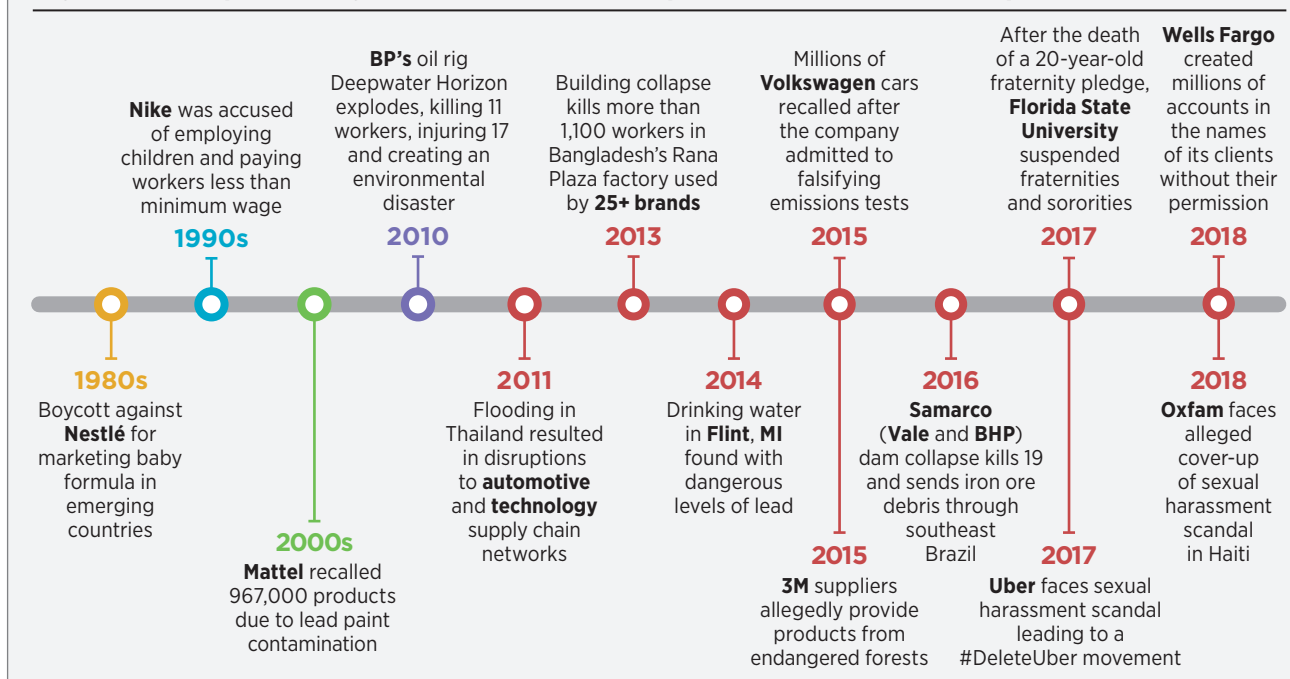 Nike was accused
of employing
children and paying
workers less than
minimum wage
1990s
BP's oil rig
Deepwater Horizon
explodes, killing 11
workers, injuring 17
and creating an
environmental
disaster
2010
Building collapse
kills more than
1,100 workers in
Bangladesh's Rana
Plaza factory used
by 25+ brands
2013
Millions of
Volkswagen cars
recalled after
the company
admitted to
falsifying
emissions tests
2015
After the death
of a 20-year-old
fraternity pledge,
Florida State
University
suspended
fraternities
and sororities
2017
Wells Fargo
created
millions of
accounts in
the names
of its clients
without their
permission
2018
1980s
Boycott against
Nestlé for
marketing baby
formula in
emerging
countries
2000s
Mattel recalled
967,000 products
due to lead paint
contamination
2011
Flooding in
Thailand resulted
in disruptions
to automotive
and technology
supply chain
networks
2014
Drinking water
in Flint, MI
found with
dangerous
levels of lead
2015
3M suppliers
allegedly provide
products from
endangered forests
2016
Samarco
(Vale and BHP)
dam collapse kills 19
and sends iron ore
debris through
southeast
Brazil
2017
Uber faces sexual
harassment scandal
leading to a
#DeleteUber movement
2018
Oxfam faces
alleged
cover-up
of sexual
harassment
scandal
in Haiti